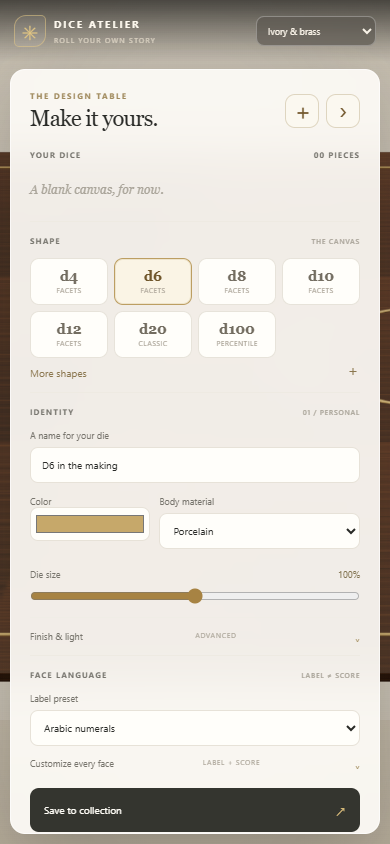 DICE ATELIER
ROLL YOUR OWN STORY
Ivory & brass
THE DESIGN TABLE
Make it yours.
+ ›
YOUR DICE 00 PIECES
A blank canvas, for now.
SHAPE THE CANVAS
d4 d6 d8 d10
FACETS FACETS FACETS FACETS
d12 d20 d100
FACETS CLASSIC PERCENTILE
More shapes +
IDENTITY 01 / PERSONAL
A name for your die
D6 in the making
Color Body material
Porcelain
Die size 100%
Finish & light ADVANCED
FACE LANGUAGE LABEL ≠ SCORE
Label preset
Arabic numerals
Customize every face LABEL + SCORE
Save to collection ↗